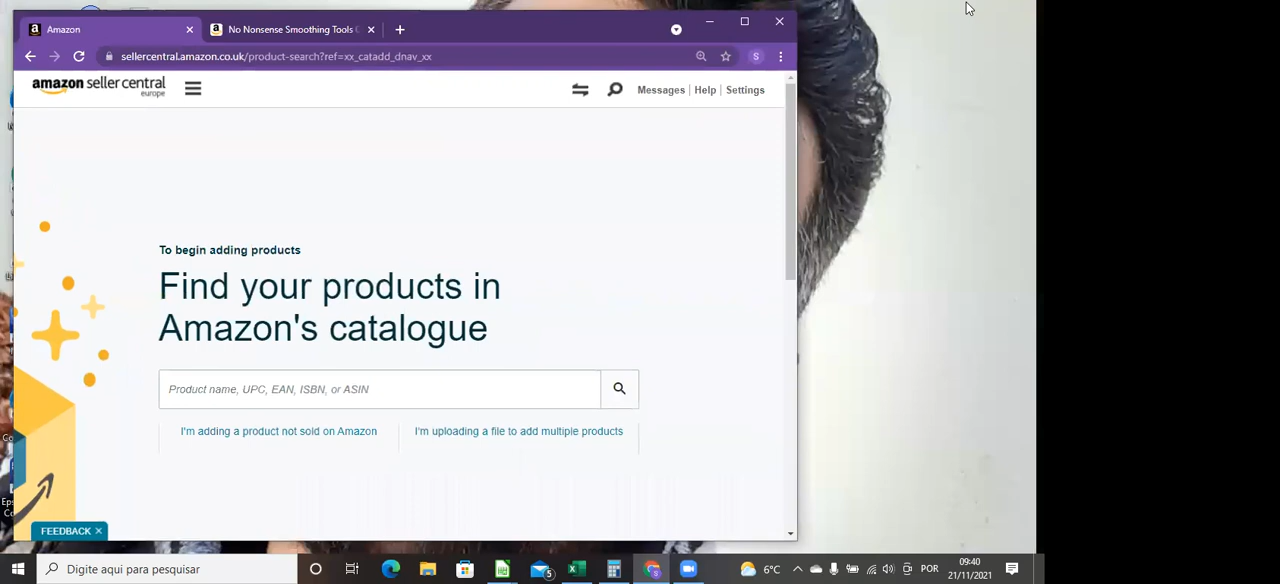 Amazon
No Nonsense Smoothing Tools
sellercentral.amazon.co.uk/product-search?ref=xx_catadd_dnav_xx
S
amazon seller central
europe
Messages | Help | Settings
To begin adding products
Find your products in
Amazon's catalogue
Product name, UPC, EAN, ISBN, or ASIN
I'm adding a product not sold on Amazon
I'm uploading a file to add multiple products
FEEDBACK
Digite aqui para pesquisar
5
6°C
POR
09:40
21/11/2021